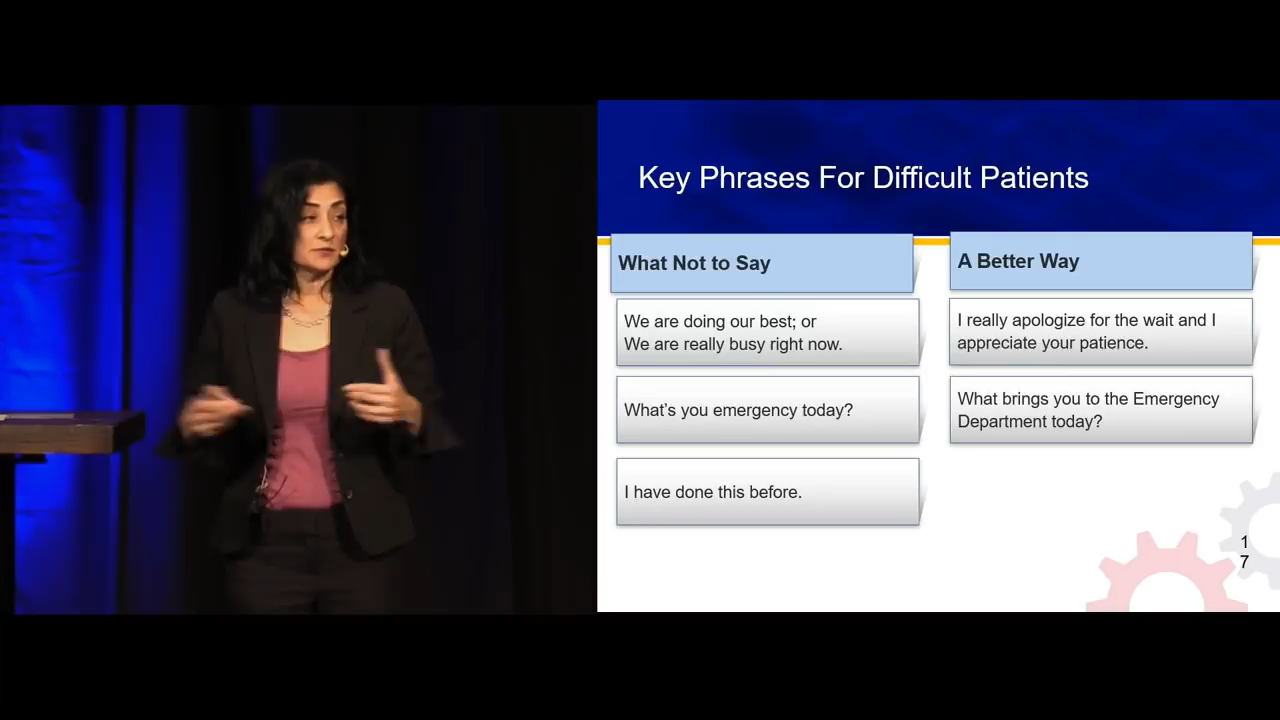 Key Phrases For Difficult Patients
What Not to Say
A Better Way
We are doing our best; or
We are really busy right now.
I really apologize for the wait and I
appreciate your patience.
What's you emergency today?
What brings you to the Emergency
Department today?
I have done this before.
1
7